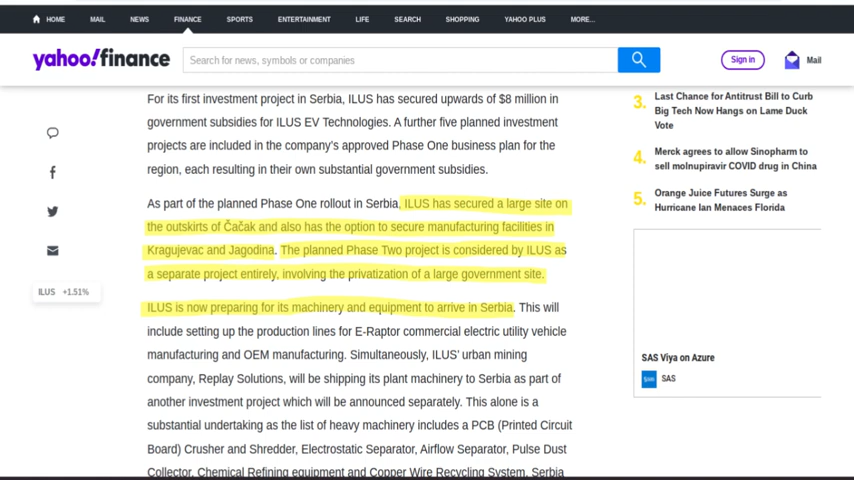 HOME MAIL NEWS FINANCE SPORTS ENTERTAINMENT LIFE SEARCH SHOPPING YAHOO PLUS MORE...
yahoo!finance Search for news, symbols or companies Sign in Mail
For its first investment project in Serbia, ILUS has secured upwards of $8 million in
government subsidies for ILUS EV Technologies. A further five planned investment
projects are included in the company's approved Phase One business plan for the
region, each resulting in their own substantial government subsidies.
As part of the planned Phase One rollout in Serbia, ILUS has secured a large site on
the outskirts of Čačak and also has the option to secure manufacturing facilities in
Kragujevac and Jagodina. The planned Phase Two project is considered by ILUS as
a separate project entirely, involving the privatization of a large government site.
ILUS is now preparing for its machinery and equipment to arrive in Serbia. This will
include setting up the production lines for E-Raptor commercial electric utility vehicle
manufacturing and OEM manufacturing. Simultaneously, ILUS' urban mining
company, Replay Solutions, will be shipping its plant machinery to Serbia as part of
another investment project which will be announced separately. This alone is a
substantial undertaking as the list of heavy machinery includes a PCB (Printed Circuit
Board) Crusher and Shredder, Electrostatic Separator, Airflow Separator, Pulse Dust
Collector, Chemical Refining equipment and Copper Wire Recycling System. Serbia
ILUS +1.51%
3. Last Chance for Antitrust Bill to Curb
Big Tech Now Hangs on Lame Duck
Vote
4. Merck agrees to allow Sinopharm to
sell molnupiravir COVID drug in China
5. Orange Juice Futures Surge as
Hurricane Ian Menaces Florida
SAS Viya on Azure
SAS